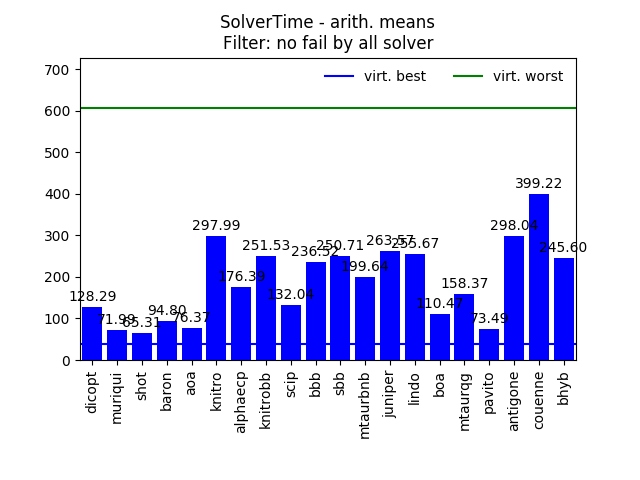 SolverTime - arith. means
Filter: no fail by all solver
virt. best
virt. worst
700
600
500
400
300
200
100
0
128.29
71.99
65.31
94.80
76.37
297.99
176.39
251.53
132.04
236.52
250.71
199.64
263.57
255.67
110.47
158.37
73.49
298.04
399.22
245.60
dicopt
muriqui
shot
baron
aoa
knitro
alphaecp
knitrobb
scip
bbb
sbb
mtaurbnb
juniper
lindo
boa
mtaurqg
pavito
antigone
couenne
bhyb